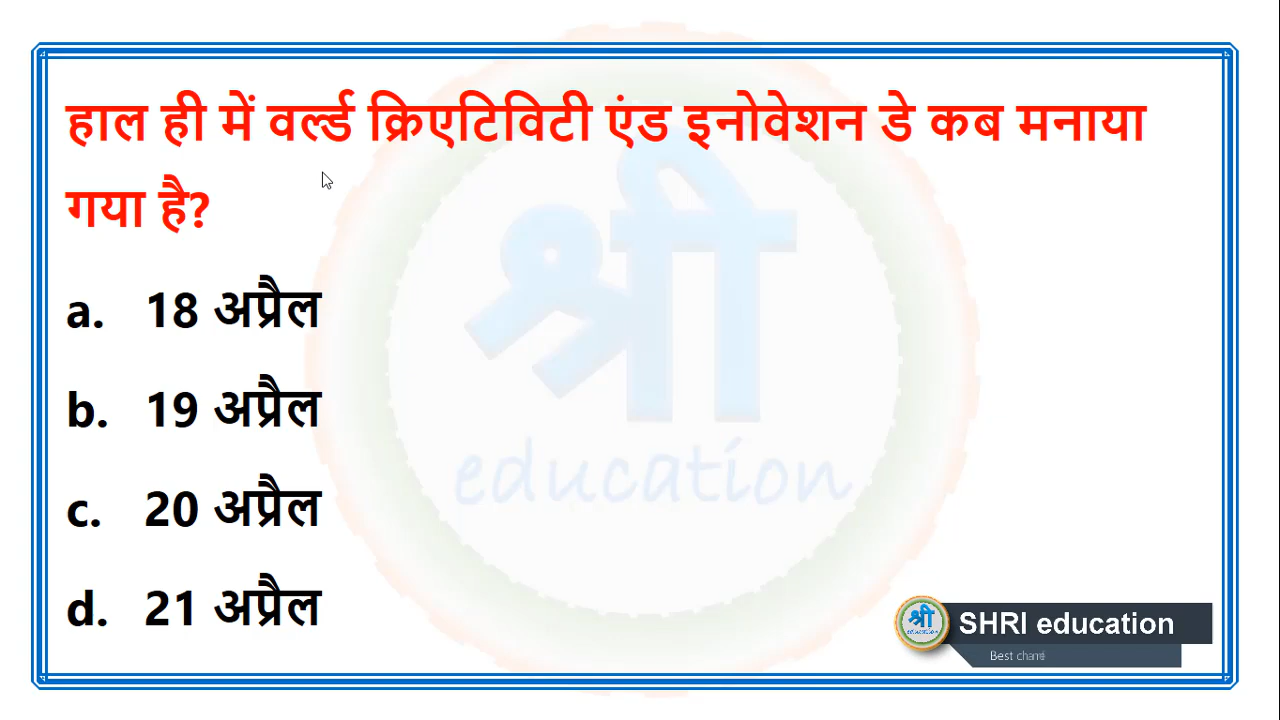 हाल ही में वर्ल्ड क्रिएटिविटी एंड इनोवेशन डे कब मनाया
गया है?
a. 18 अप्रैल
b. 19 अप्रैल
c. 20 अप्रैल
d. 21 अप्रैल
श्री
education
श्री
education
SHRI education
Best